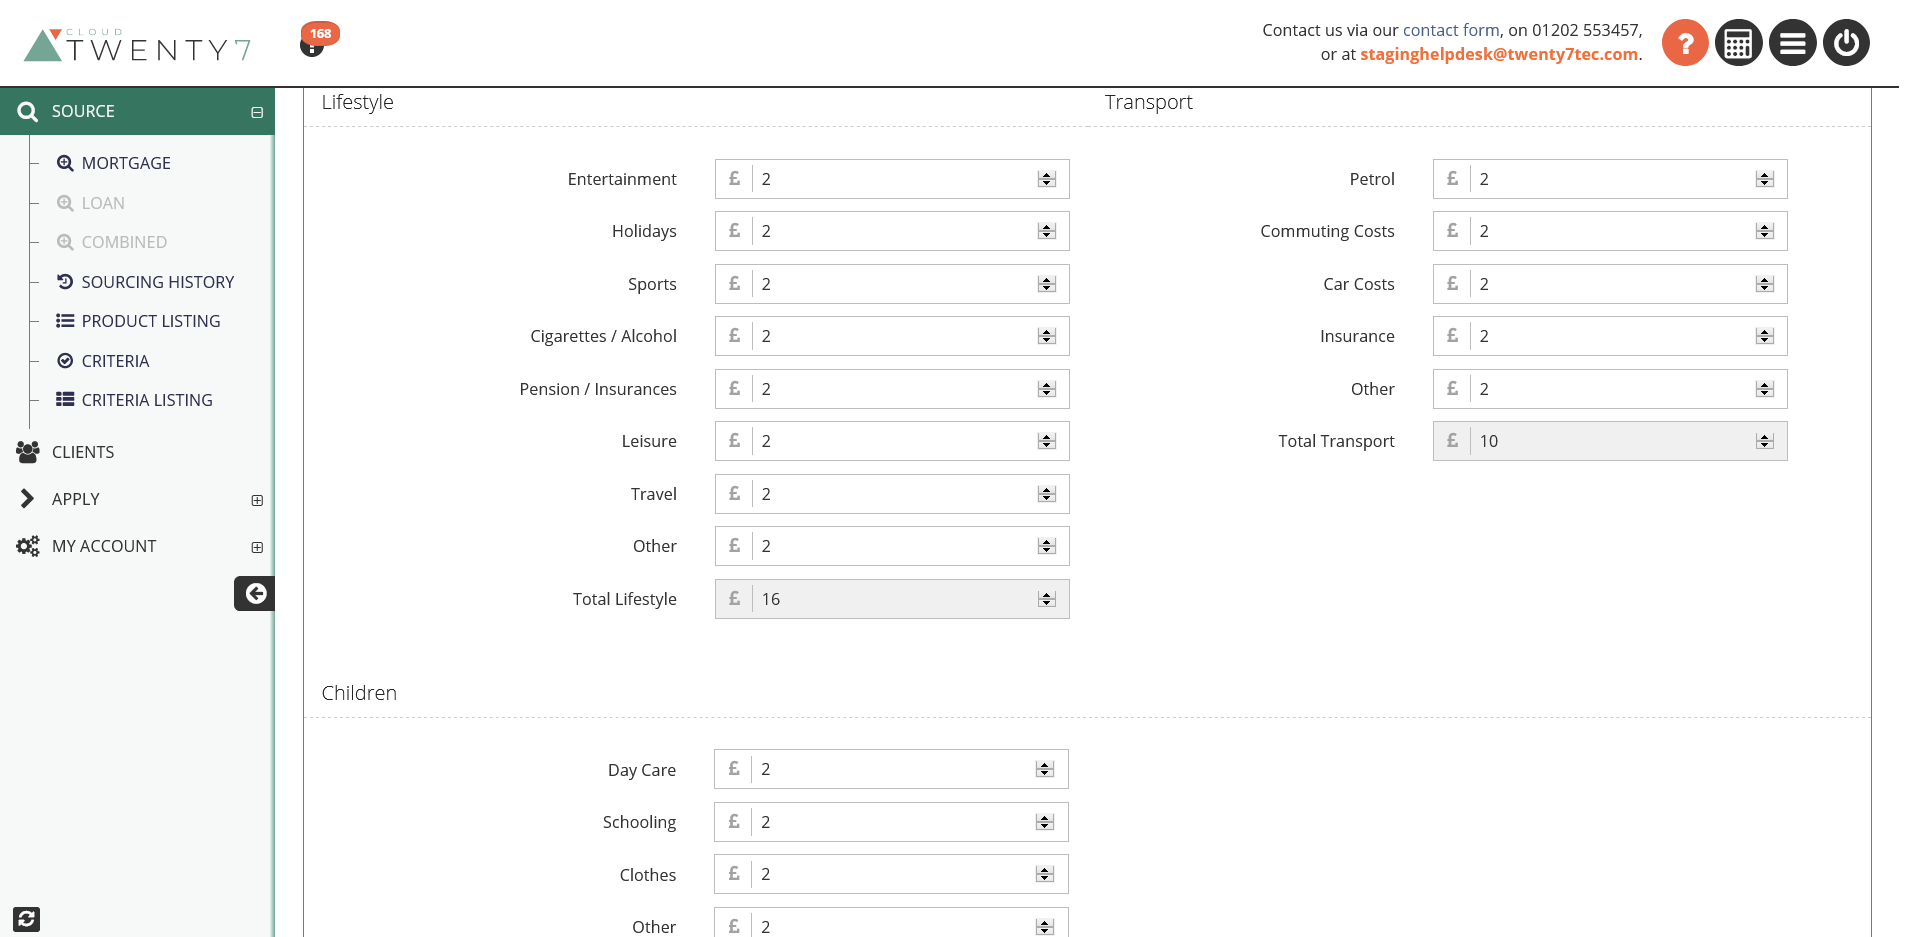 CLOUD
TWENTY7
168
Contact us via our contact form, on 01202 553457,
or at staginghelpdesk@twenty7tec.com.
?
SOURCE
MORTGAGE
LOAN
COMBINED
SOURCING HISTORY
PRODUCT LISTING
CRITERIA
CRITERIA LISTING
CLIENTS
APPLY
MY ACCOUNT
Lifestyle
Entertainment £ 2
Holidays £ 2
Sports £ 2
Cigarettes / Alcohol £ 2
Pension / Insurances £ 2
Leisure £ 2
Travel £ 2
Other £ 2
Total Lifestyle £ 16
Transport
Petrol £ 2
Commuting Costs £ 2
Car Costs £ 2
Insurance £ 2
Other £ 2
Total Transport £ 10
Children
Day Care £ 2
Schooling £ 2
Clothes £ 2
Other £ 2